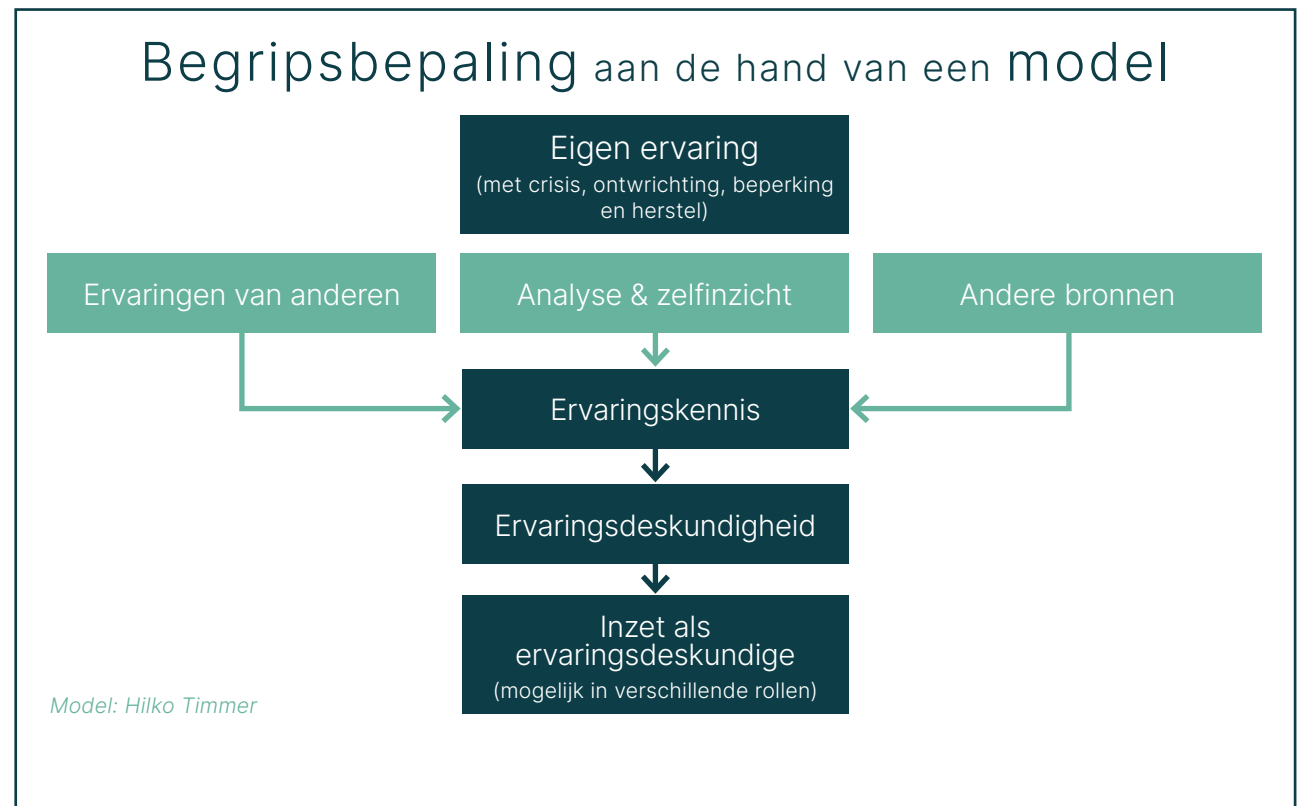 Begripsbepaling aan de hand van een model
Eigen ervaring
(met crisis, ontwrichting, beperking
en herstel)
Ervaringen van anderen
Analyse & zelfinzicht
Andere bronnen
Ervaringskennis
Ervaringsdeskundigheid
Inzet als
ervaringsdeskundige
(mogelijk in verschillende rollen)
Model: Hilko Timmer